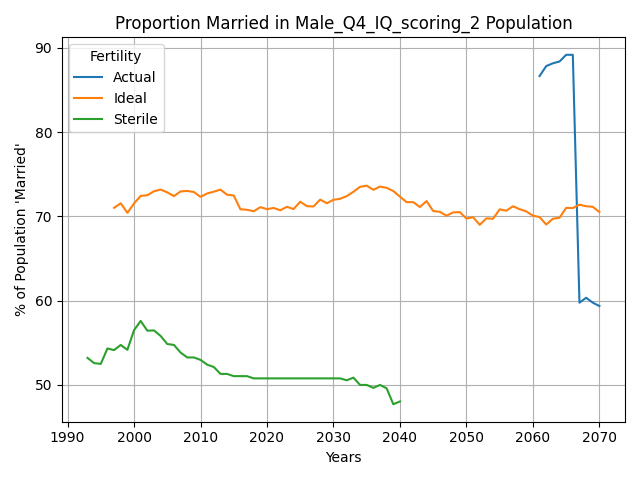 Proportion Married in Male_Q4_IQ_scoring_2 Population
Fertility
Actual
Ideal
Sterile
% of Population 'Married'
90
80
70
60
50
1990
2000
2010
2020
2030
2040
2050
2060
2070
Years